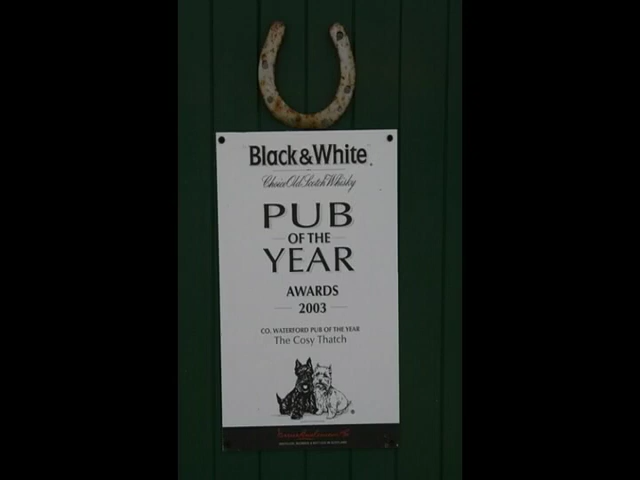 Black & White
Choice Old Scotch Whisky
PUB
OF THE
YEAR
AWARDS
2003
CO. WATERFORD PUB OF THE YEAR
The Cosy Thatch